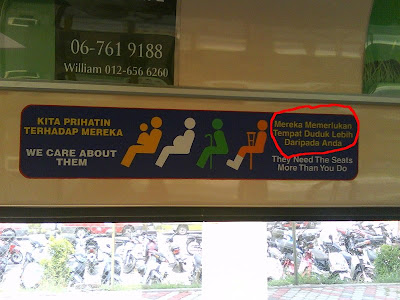 06-761 9188
William 012-656 6260
KITA PRIHATIN
TERHADAP MEREKA
WE CARE ABOUT
THEM
Mereka Memerlukan
Tempat Duduk Lebih
Daripada Anda
They Need The Seats
More Than You Do